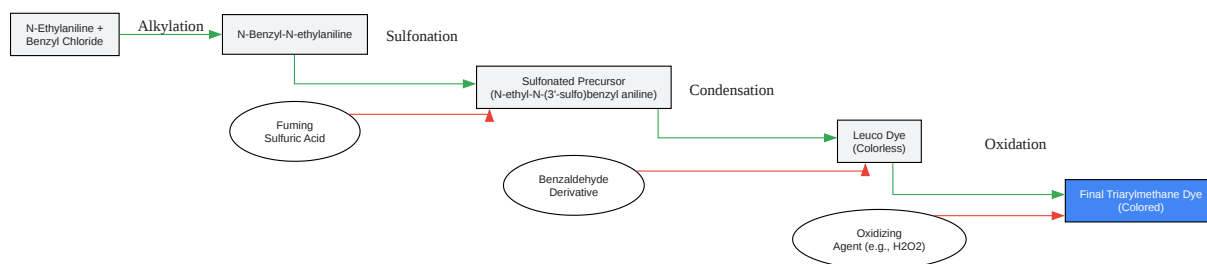 N-Ethylaniline +
Benzyl Chloride
Alkylation
N-Benzyl-N-ethylaniline
Sulfonation
Sulfonated Precursor
(N-ethyl-N-(3'-sulfo)benzyl aniline)
Condensation
Fuming
Sulfuric Acid
Leuco Dye
(Colorless)
Oxidation
Benzaldehyde
Derivative
Final Triarylmethane Dye
(Colored)
Oxidizing
Agent (e.g., H2O2)